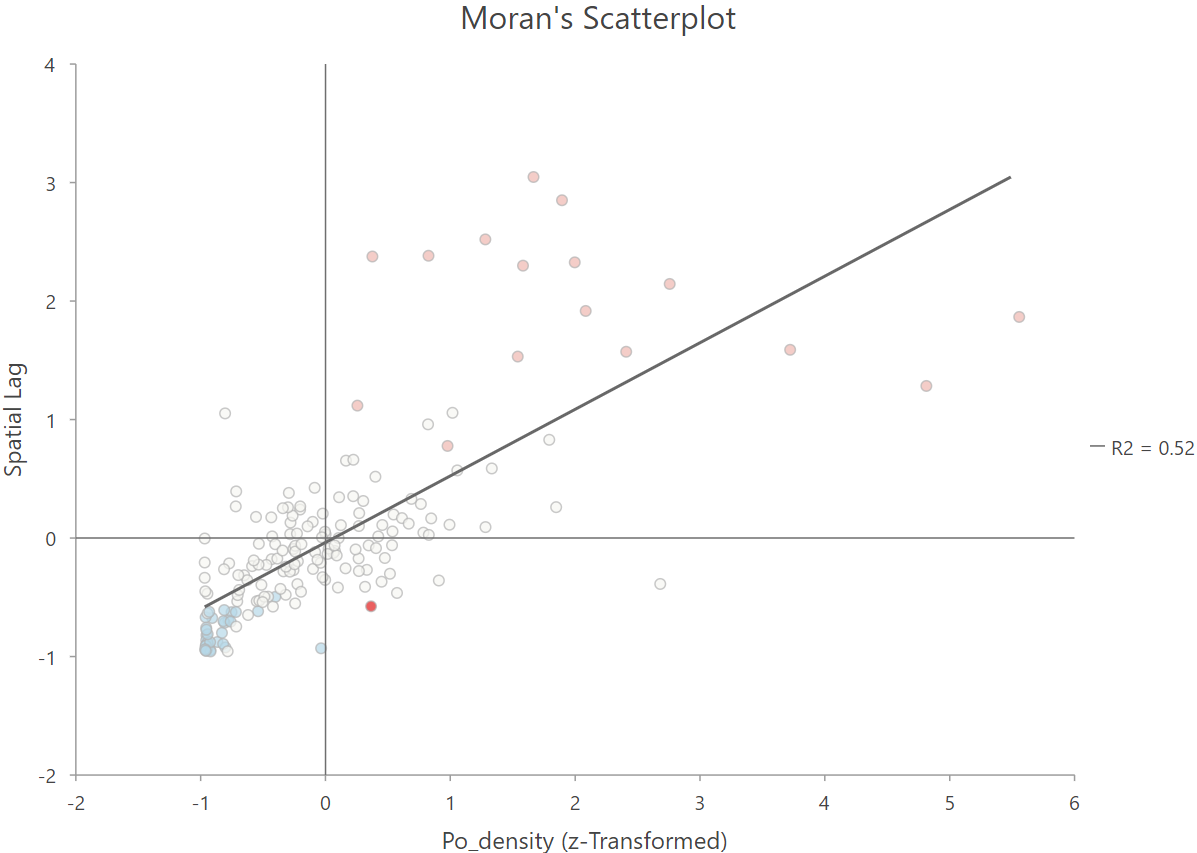 Moran's Scatterplot
4
3
2
1
0
-1
-2
Spatial Lag
R2 = 0.52
-2 -1 0 1 2 3 4 5 6
Po_density (z-Transformed)